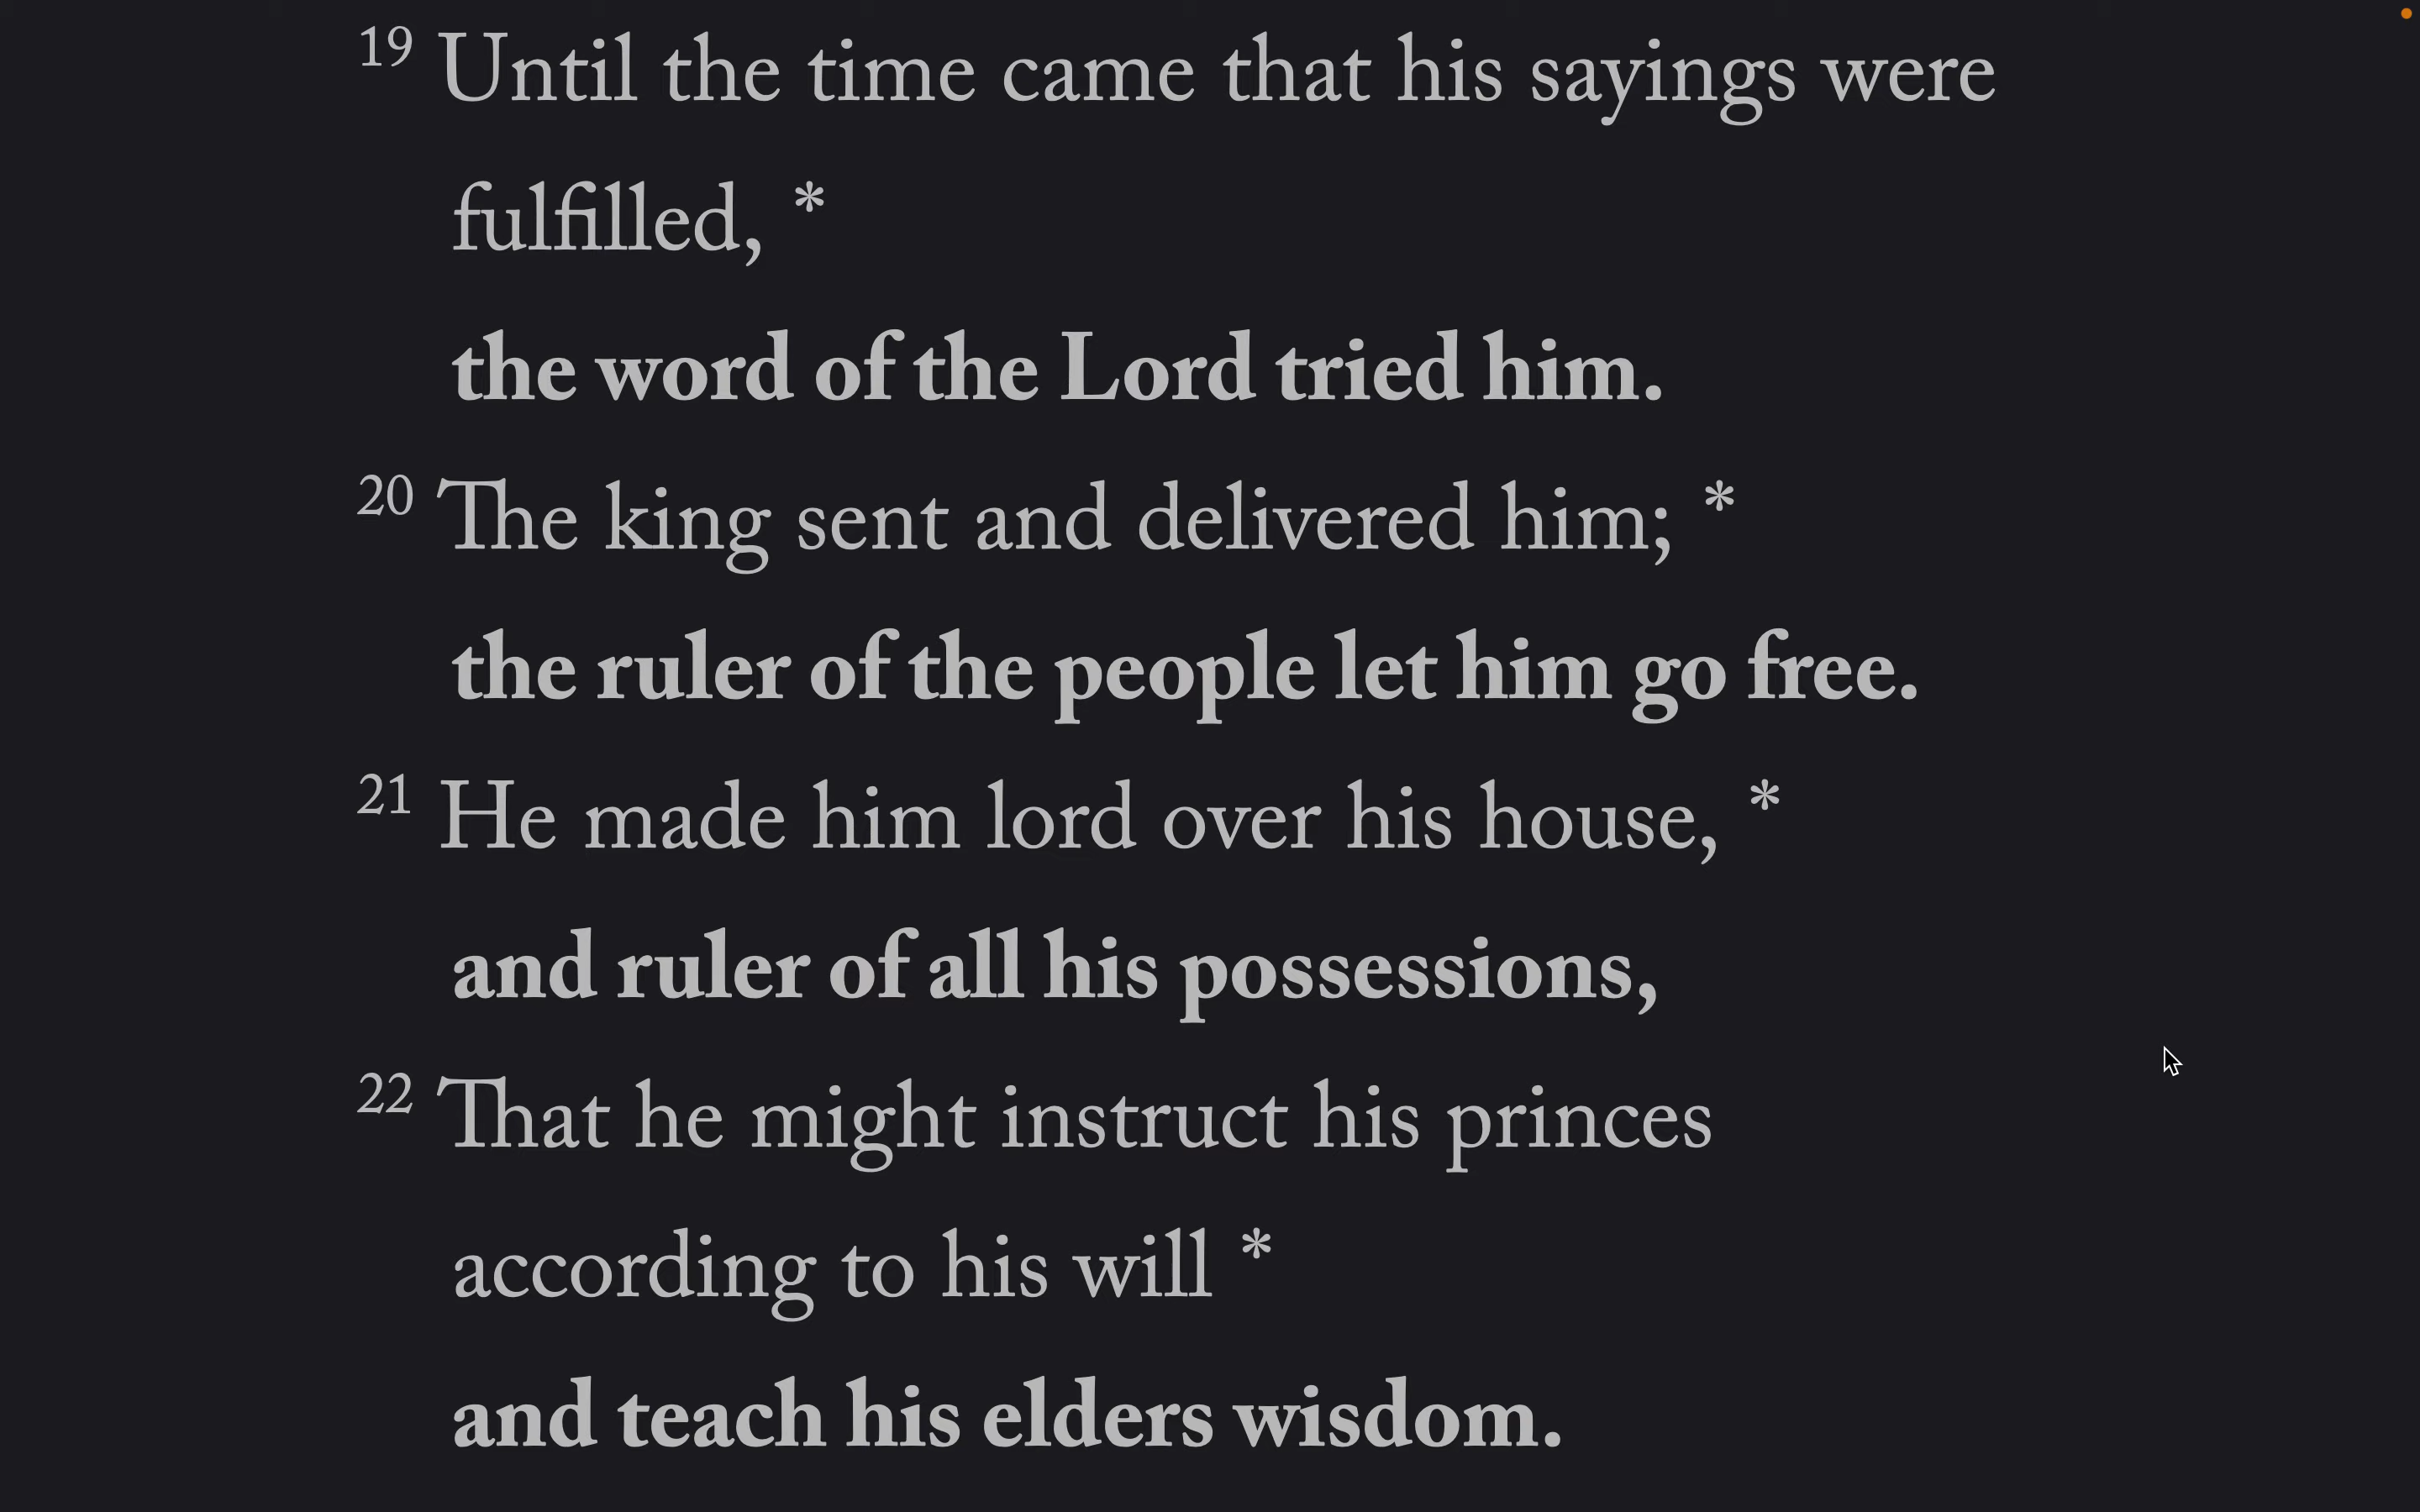 19 Until the time came that his sayings were
fulfilled, *
the word of the Lord tried him.
20 The king sent and delivered him; *
the ruler of the people let him go free.
21 He made him lord over his house, *
and ruler of all his possessions,
22 That he might instruct his princes
according to his will *
and teach his elders wisdom.